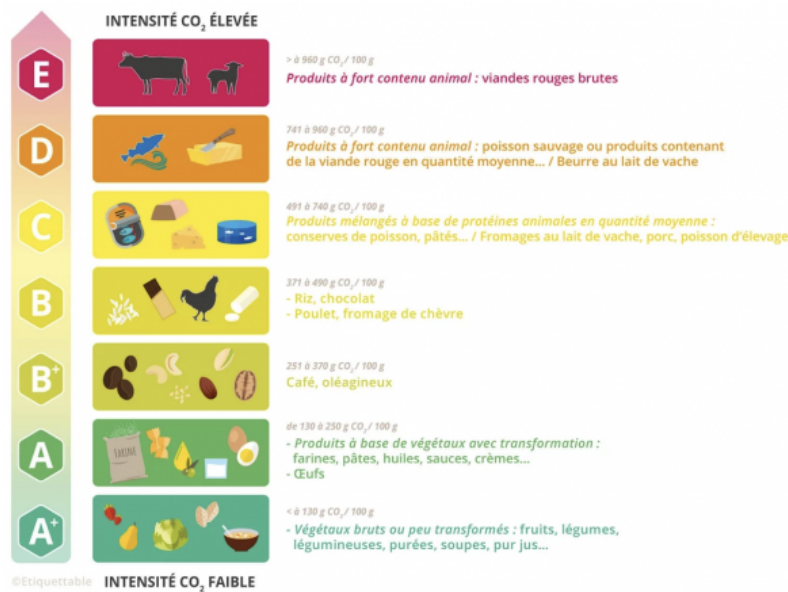 INTENSITÉ CO₂ ÉLEVÉE
E
> à 960 g CO₂/ 100 g
Produits à fort contenu animal : viandes rouges brutes
D
741 à 960 g CO₂/ 100 g
Produits à fort contenu animal : poisson sauvage ou produits contenant
de la viande rouge en quantité moyenne... / Beurre au lait de vache
C
491 à 740 g CO₂/ 100 g
Produits mélangés à base de protéines animales en quantité moyenne :
conserves de poisson, pâtés... / Fromages au lait de vache, porc, poisson d'élevage
B
371 à 490 g CO₂/ 100 g
- Riz, chocolat
- Poulet, fromage de chèvre
B+
251 à 370 g CO₂/ 100 g
Café, oléagineux
A
FARINE
de 130 à 250 g CO₂/ 100 g
- Produits à base de végétaux avec transformation :
farines, pâtes, huiles, sauces, crèmes...
- Œufs
A+
< à 130 g CO₂/ 100 g
- Végétaux bruts ou peu transformés : fruits, légumes,
légumineuses, purées, soupes, pur jus...
©Etiquettable
INTENSITÉ CO₂ FAIBLE